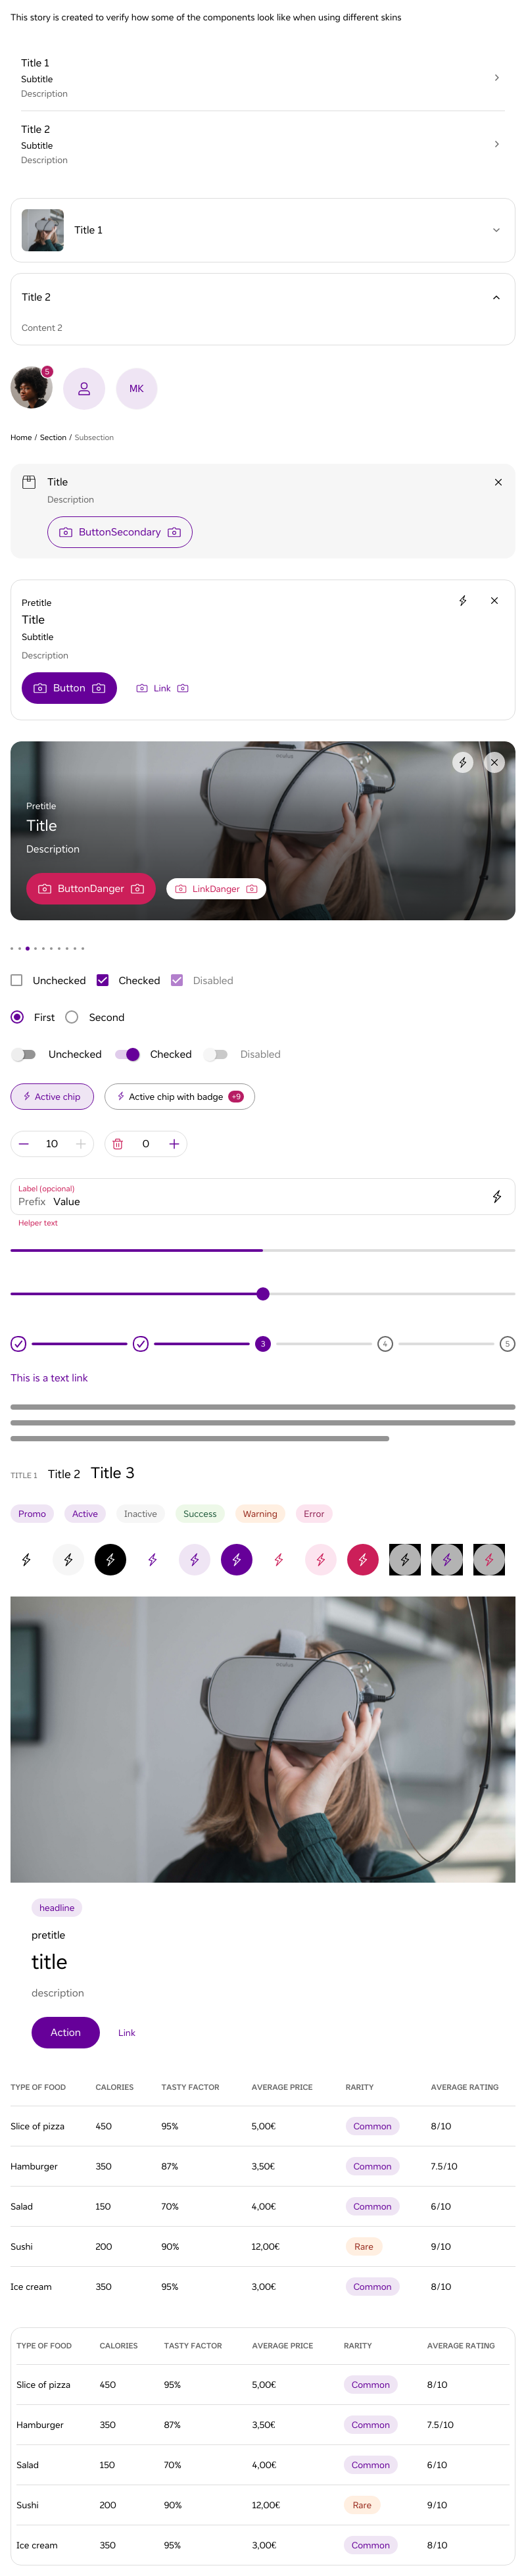 This story is created to verify how some of the components look like when using different skins
Title 1
Subtitle
Description
Title 2
Subtitle
Description
Title 1
Title 2
Content 2
5
MK
Home / Section / Subsection
Title
Description
ButtonSecondary
Pretitle
Title
Subtitle
Description
Button Link
Pretitle
Title
Description
ButtonDanger LinkDanger
Unchecked Checked Disabled
First Second
Unchecked Checked Disabled
Active chip Active chip with badge +9
10 0
Label (opcional)
Prefix Value
Helper text
3 4 5
This is a text link
TITLE 1 Title 2 Title 3
Promo Active Inactive Success Warning Error
oculus
headline
pretitle
title
description
Action Link
TYPE OF FOOD CALORIES TASTY FACTOR AVERAGE PRICE RARITY AVERAGE RATING
Slice of pizza 450 95% 5,00€ Common 8/10
Hamburger 350 87% 3,50€ Common 7.5/10
Salad 150 70% 4,00€ Common 6/10
Sushi 200 90% 12,00€ Rare 9/10
Ice cream 350 95% 3,00€ Common 8/10
TYPE OF FOOD CALORIES TASTY FACTOR AVERAGE PRICE RARITY AVERAGE RATING
Slice of pizza 450 95% 5,00€ Common 8/10
Hamburger 350 87% 3,50€ Common 7.5/10
Salad 150 70% 4,00€ Common 6/10
Sushi 200 90% 12,00€ Rare 9/10
Ice cream 350 95% 3,00€ Common 8/10